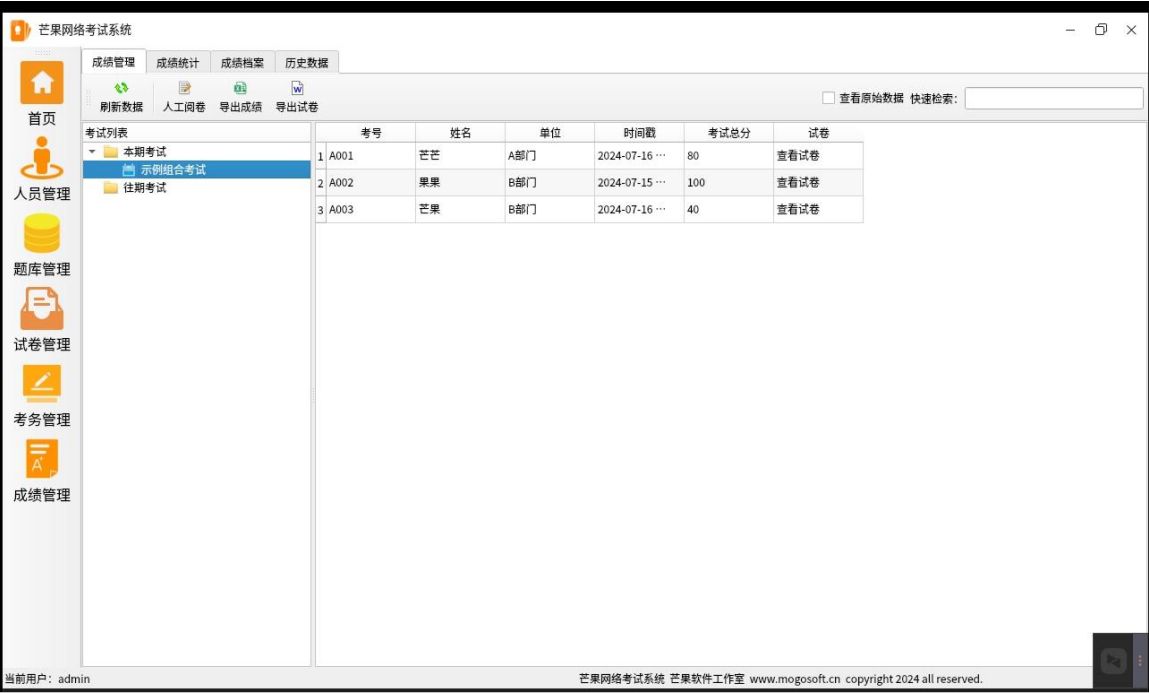 芒果网络考试系统
首页
人员管理
题库管理
试卷管理
考务管理
成绩管理
成绩管理 成绩统计 成绩档案 历史数据
刷新数据 人工阅卷 导出成绩 导出试卷
查看原始数据 快速检索:
考试列表
本期考试
示例组合考试
往期考试
考号 姓名 单位 时间戳 考试总分 试卷
1 A001 芒芒 A部门 2024-07-16 ··· 80 查看试卷
2 A002 果果 B部门 2024-07-15 ··· 100 查看试卷
3 A003 芒果 B部门 2024-07-16 ··· 40 查看试卷
当前用户: admin
芒果网络考试系统 芒果软件工作室 www.mogosoft.cn copyright 2024 all reserved.